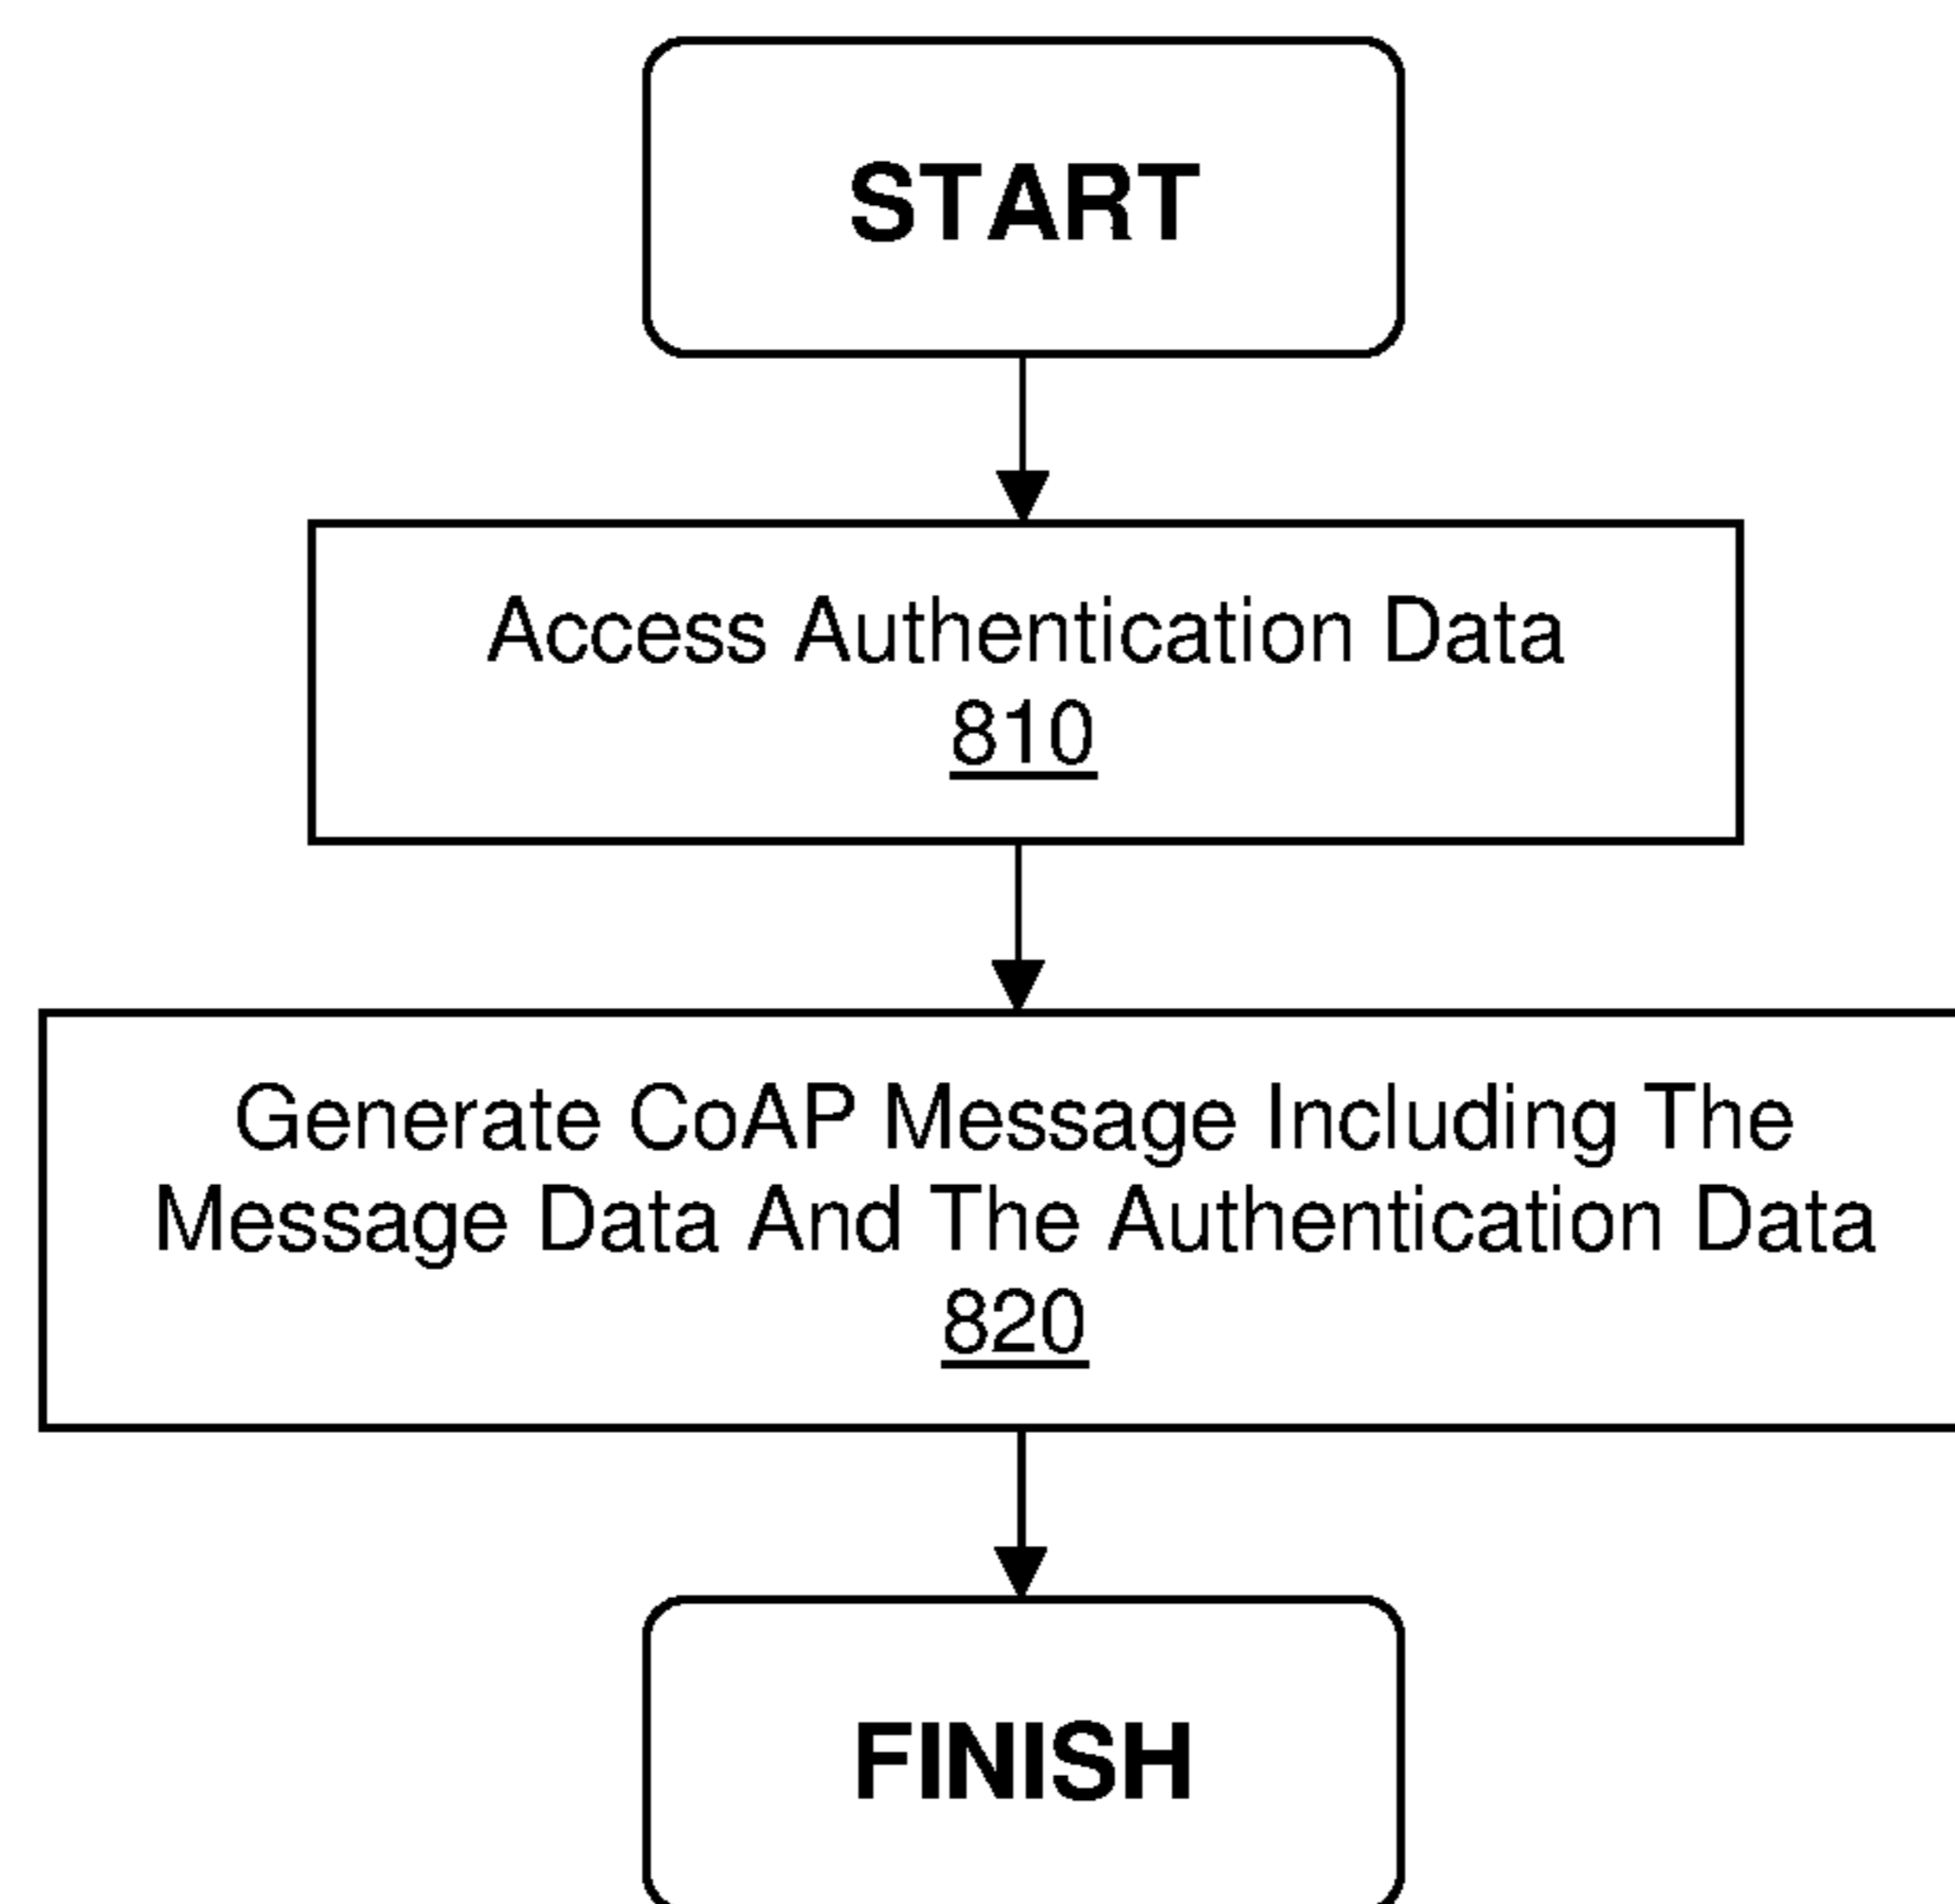 START
Access Authentication Data
810
Generate CoAP Message Including The
Message Data And The Authentication Data
820
FINISH